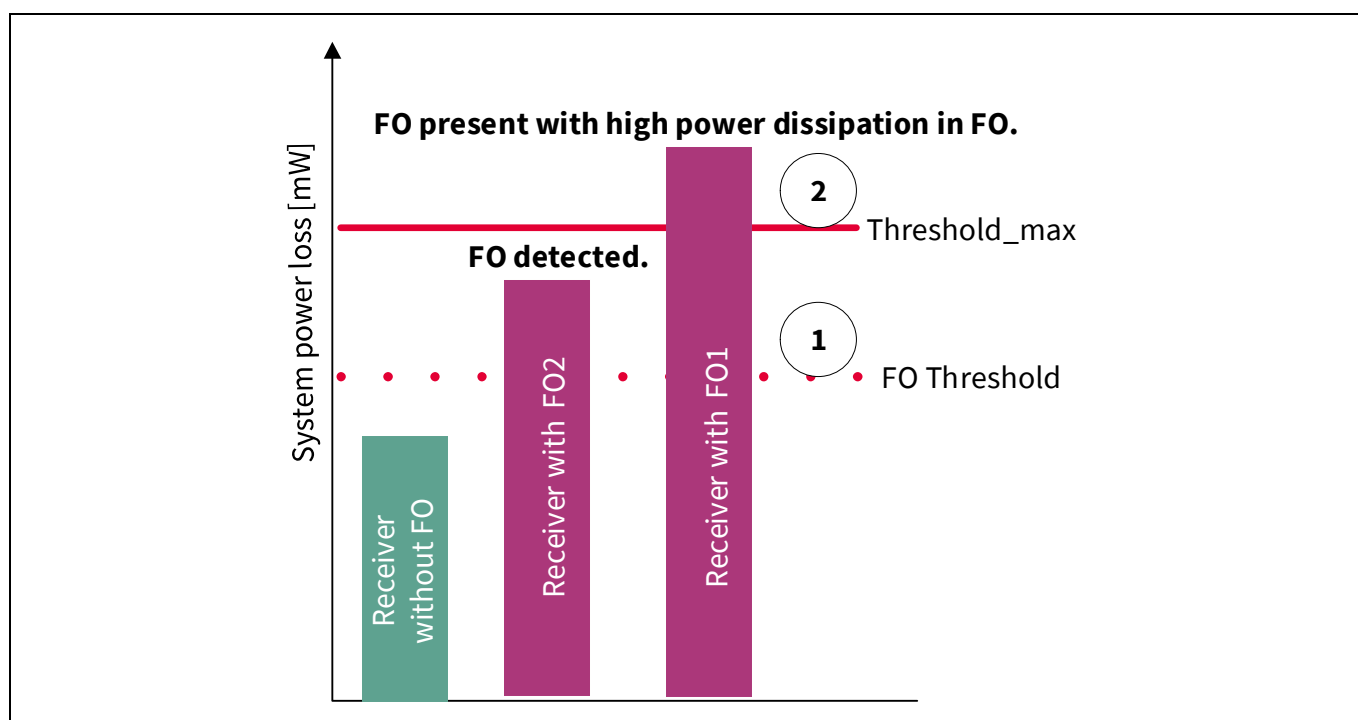 System power loss [mW]
FO present with high power dissipation in FO.
2
Threshold_max
FO detected.
1
FO Threshold
Receiver
without FO
Receiver with FO2
Receiver with FO1